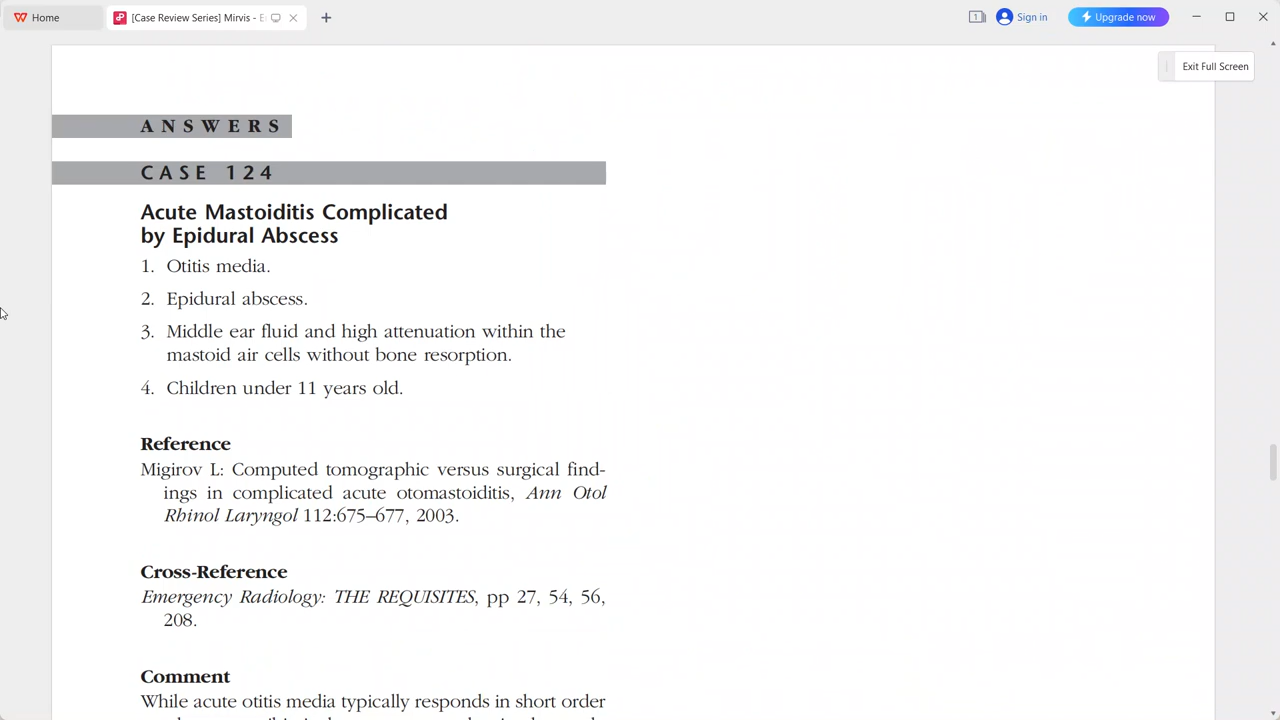 Home
[Case Review Series] Mirvis - E
1
Sign in
Upgrade now
Exit Full Screen
ANSWERS
CASE 124
Acute Mastoiditis Complicated
by Epidural Abscess
1. Otitis media.
2. Epidural abscess.
3. Middle ear fluid and high attenuation within the
mastoid air cells without bone resorption.
4. Children under 11 years old.
Reference
Migirov L: Computed tomographic versus surgical find-
ings in complicated acute otomastoiditis, Ann Otol
Rhinol Laryngol 112:675–677, 2003.
Cross-Reference
Emergency Radiology: THE REQUISITES, pp 27, 54, 56,
208.
Comment
While acute otitis media typically responds in short order